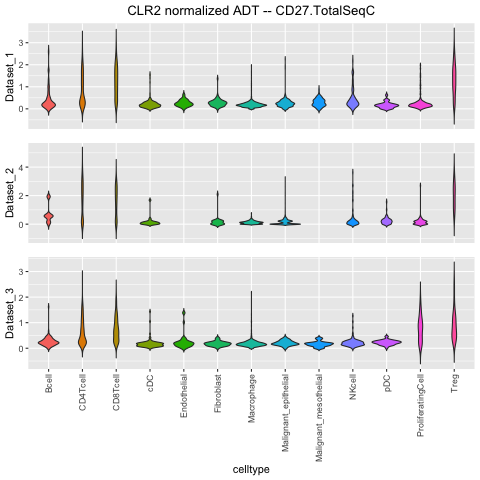 CLR2 normalized ADT -- CD27.TotalSeqC
Dataset_1
3
2
1
0
Dataset_2
4
2
0
Dataset_3
3
2
1
0
Bcell
CD4Tcell
CD8Tcell
cDC
Endothelial
Fibroblast
Macrophage
Malignant_epithelial
Malignant_mesothelial
NKcell
pDC
ProliferatingCell
Treg
celltype